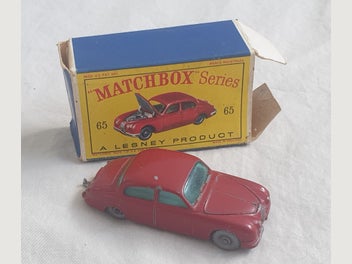 "MATCHBOX" Series
65 65
A LESNEY PRODUCT